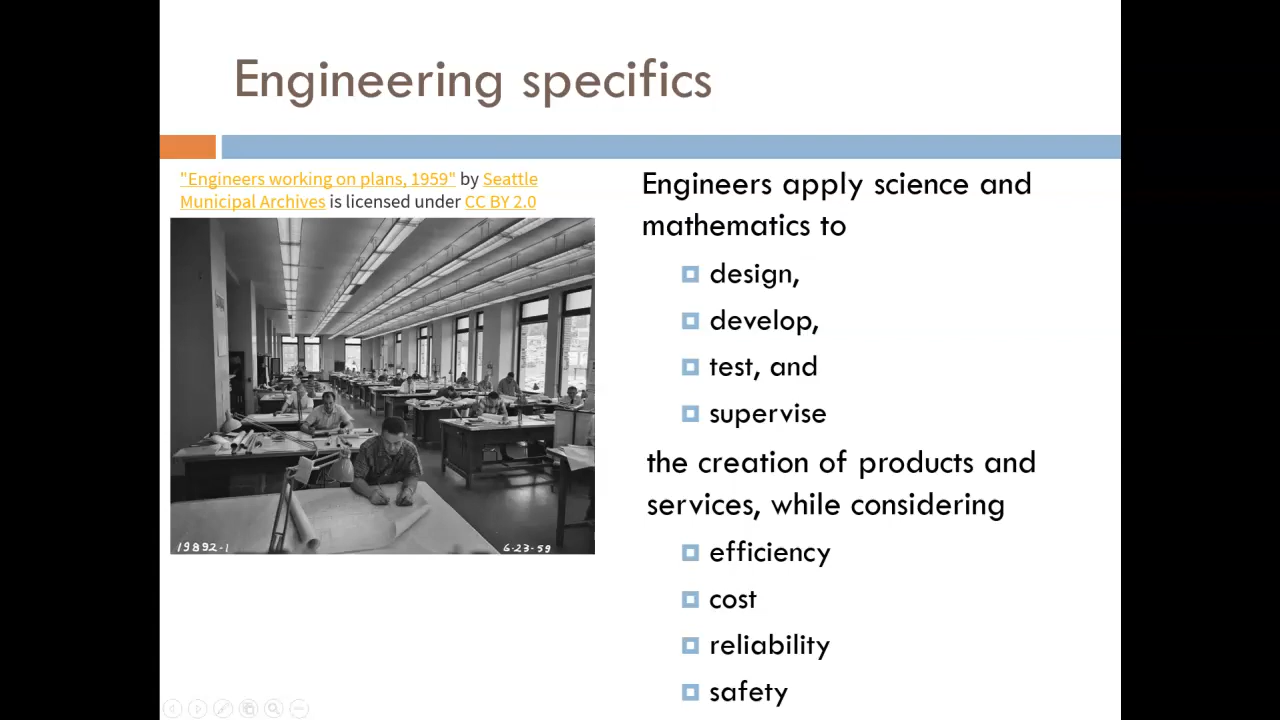 Engineering specifics
"Engineers working on plans, 1959" by Seattle
Municipal Archives is licensed under CC BY 2.0
19892-1
6-23-59
Engineers apply science and
mathematics to
design,
develop,
test, and
supervise
the creation of products and
services, while considering
efficiency
cost
reliability
safety